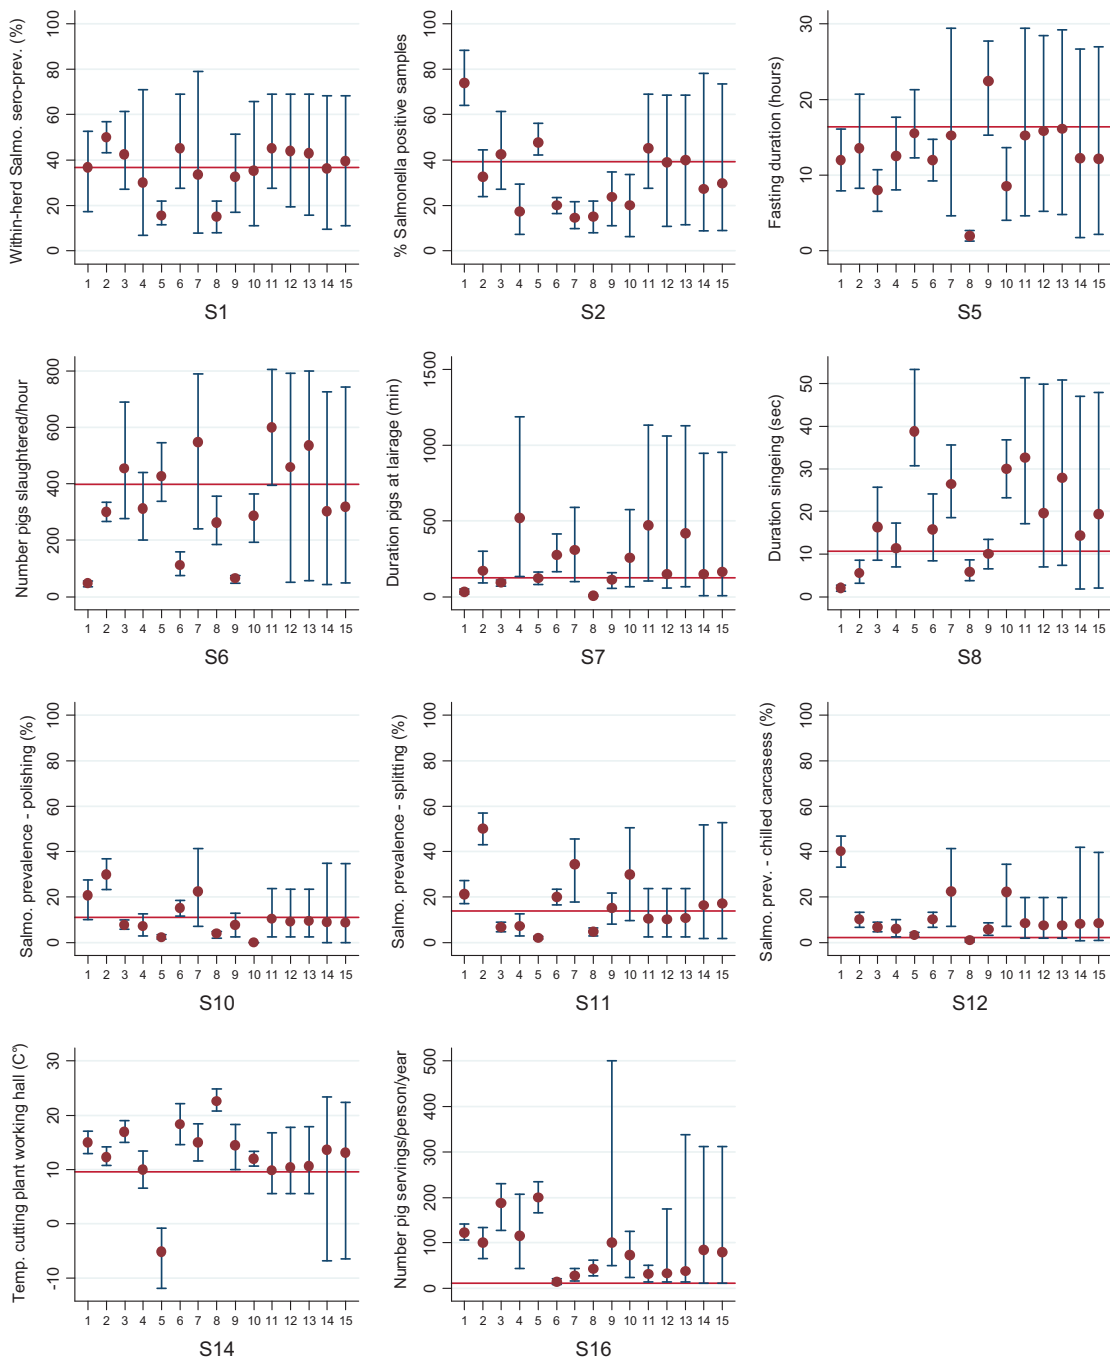 Within-herd Salmo. sero-prev. (%)
100
80
60
40
20
0
1 2 3 4 5 6 7 8 9 10 11 12 13 14 15
S1
% Salmonella positive samples
100
80
60
40
20
0
1 2 3 4 5 6 7 8 9 10 11 12 13 14 15
S2
Fasting duration (hours)
30
20
10
0
1 2 3 4 5 6 7 8 9 10 11 12 13 14 15
S5
Number pigs slaughtered/hour
800
600
400
200
0
1 2 3 4 5 6 7 8 9 10 11 12 13 14 15
S6
Duration pigs at lairage (min)
1500
1000
500
0
1 2 3 4 5 6 7 8 9 10 11 12 13 14 15
S7
Duration singeing (sec)
50
40
30
20
10
0
1 2 3 4 5 6 7 8 9 10 11 12 13 14 15
S8
Salmo. prevalence - polishing (%)
100
80
60
40
20
0
1 2 3 4 5 6 7 8 9 10 11 12 13 14 15
S10
Salmo. prevalence - splitting (%)
100
80
60
40
20
0
1 2 3 4 5 6 7 8 9 10 11 12 13 14 15
S11
Salmo. prev. - chilled carcasess (%)
100
80
60
40
20
0
1 2 3 4 5 6 7 8 9 10 11 12 13 14 15
S12
Temp. cutting plant working hall (C°)
30
20
10
0
-10
1 2 3 4 5 6 7 8 9 10 11 12 13 14 15
S14
Number pig servings/person/year
500
400
300
200
100
0
1 2 3 4 5 6 7 8 9 10 11 12 13 14 15
S16